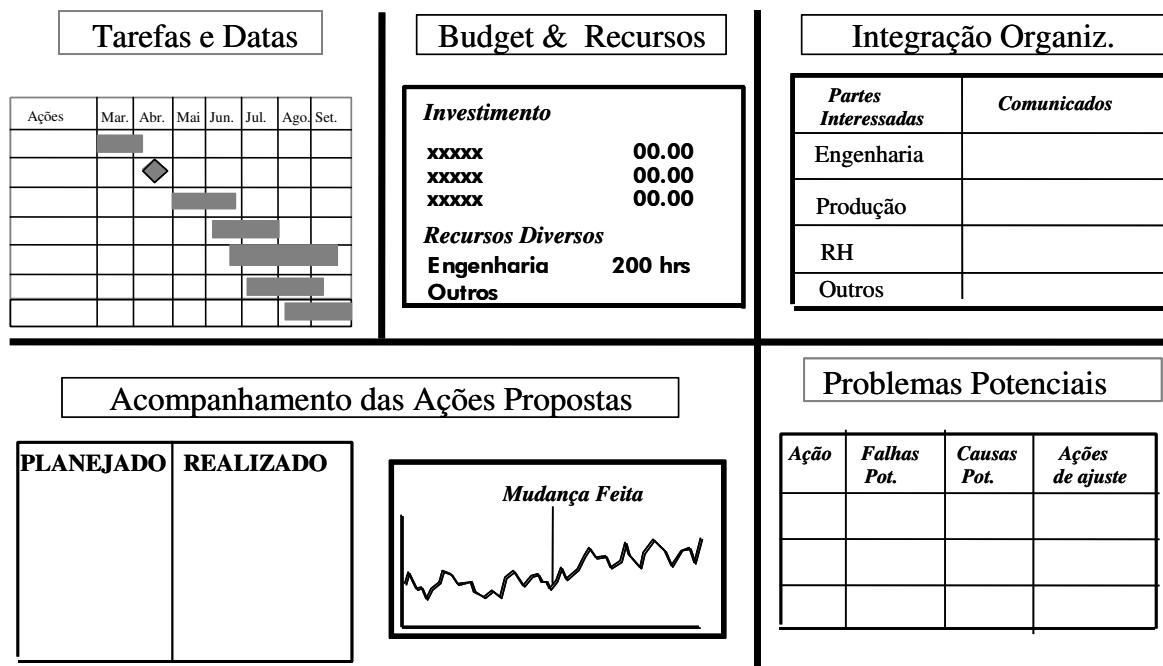 Tarefas e Datas
Ações Mar. Abr. Mai Jun. Jul. Ago. Set.
Budget & Recursos
Investimento
xxxxx 00.00
xxxxx 00.00
xxxxx 00.00
Recursos Diversos
Engenharia 200 hrs
Outros
Integração Organiz.
Partes
Interessadas
Comunicados
Engenharia
Produção
RH
Outros
Acompanhamento das Ações Propostas
PLANEJADO REALIZADO
Mudança Feita
Problemas Potenciais
Ação Falhas Causas Ações
Pot. Pot. de ajuste